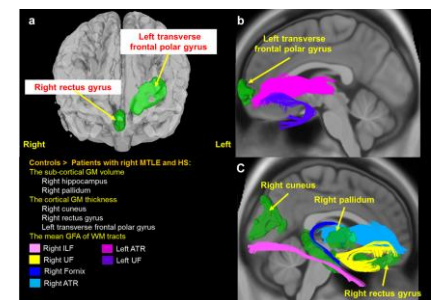 a
Left transverse
frontal polar gyrus
Right rectus gyrus
Right
Left
Controls > Patients with right MTLE and HS:
The sub-cortical GM volume
Right hippocampus
Right pallidum
The cortical GM thickness
Right cuneus
Right rectus gyrus
Left transverse frontal polar gyrus
The mean GFA of WM tracts
Right ILF
Left ATR
Right UF
Left UF
Right Fornix
Right ATR
b
Left transverse
frontal polar gyrus
C
Right cuneus
Right pallidum
Right rectus gyrus